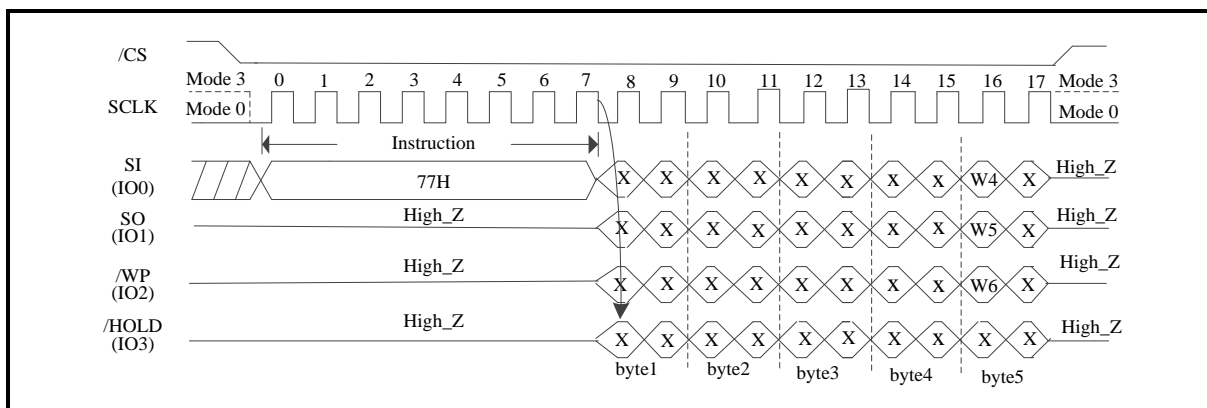 /CS
Mode 3 0 1 2 3 4 5 6 7 8 9 10 11 12 13 14 15 16 17 Mode 3
SCLK Mode 0 Mode 0
Instruction
SI
(IO0) 77H X X X X X X X X W4 X High_Z
SO
(IO1) High_Z X X X X X X X X W5 X High_Z
/WP
(IO2) High_Z X X X X X X X X W6 X High_Z
/HOLD
(IO3) High_Z X X X X X X X X X X High_Z
byte1 byte2 byte3 byte4 byte5